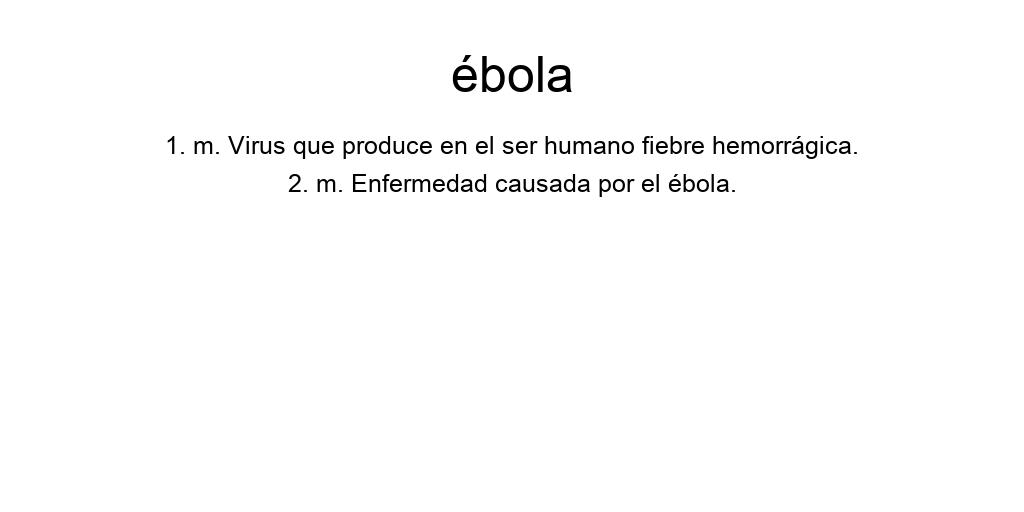 ébola
1. m. Virus que produce en el ser humano fiebre hemorrágica.
2. m. Enfermedad causada por el ébola.